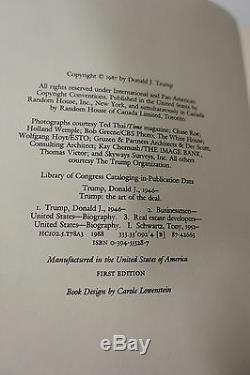 Copyright © 1987 by Donald J. Trump
All rights reserved under International and Pan American
Copyright Conventions. Published in the United States by
Random House, Inc., New York, and simultaneously in Canada
by Random House of Canada Limited, Toronto.
Photographs courtesy Ted Thai/Time magazine; Chase Roe;
Holland Wemple; Bob Greene/CBS Photo; The White House;
Wolfgang Hoyt/ESTO; Gruzen & Partners Architects & Der Scutt,
Consulting Architect; Kay Chernush/THE IMAGE BANK,
Thomas Victor; and Skyways Surveys, Inc. All others
courtesy The Trump Organization.
Library of Congress Cataloging-in-Publication Data
Trump, Donald J., 1946–
Trump: the art of the deal.
1. Trump, Donald J., 1946– 2. Businessmen—
United States—Biography. 3. Real estate developers—
United States—Biography. I. Schwartz, Tony, 1952–
HC102.5.T78A3 1988 333.33'092'4 [B] 87-42663
ISBN 0-394-55528-7
Manufactured in the United States of America
FIRST EDITION
Book Design by Carole Lowenstein